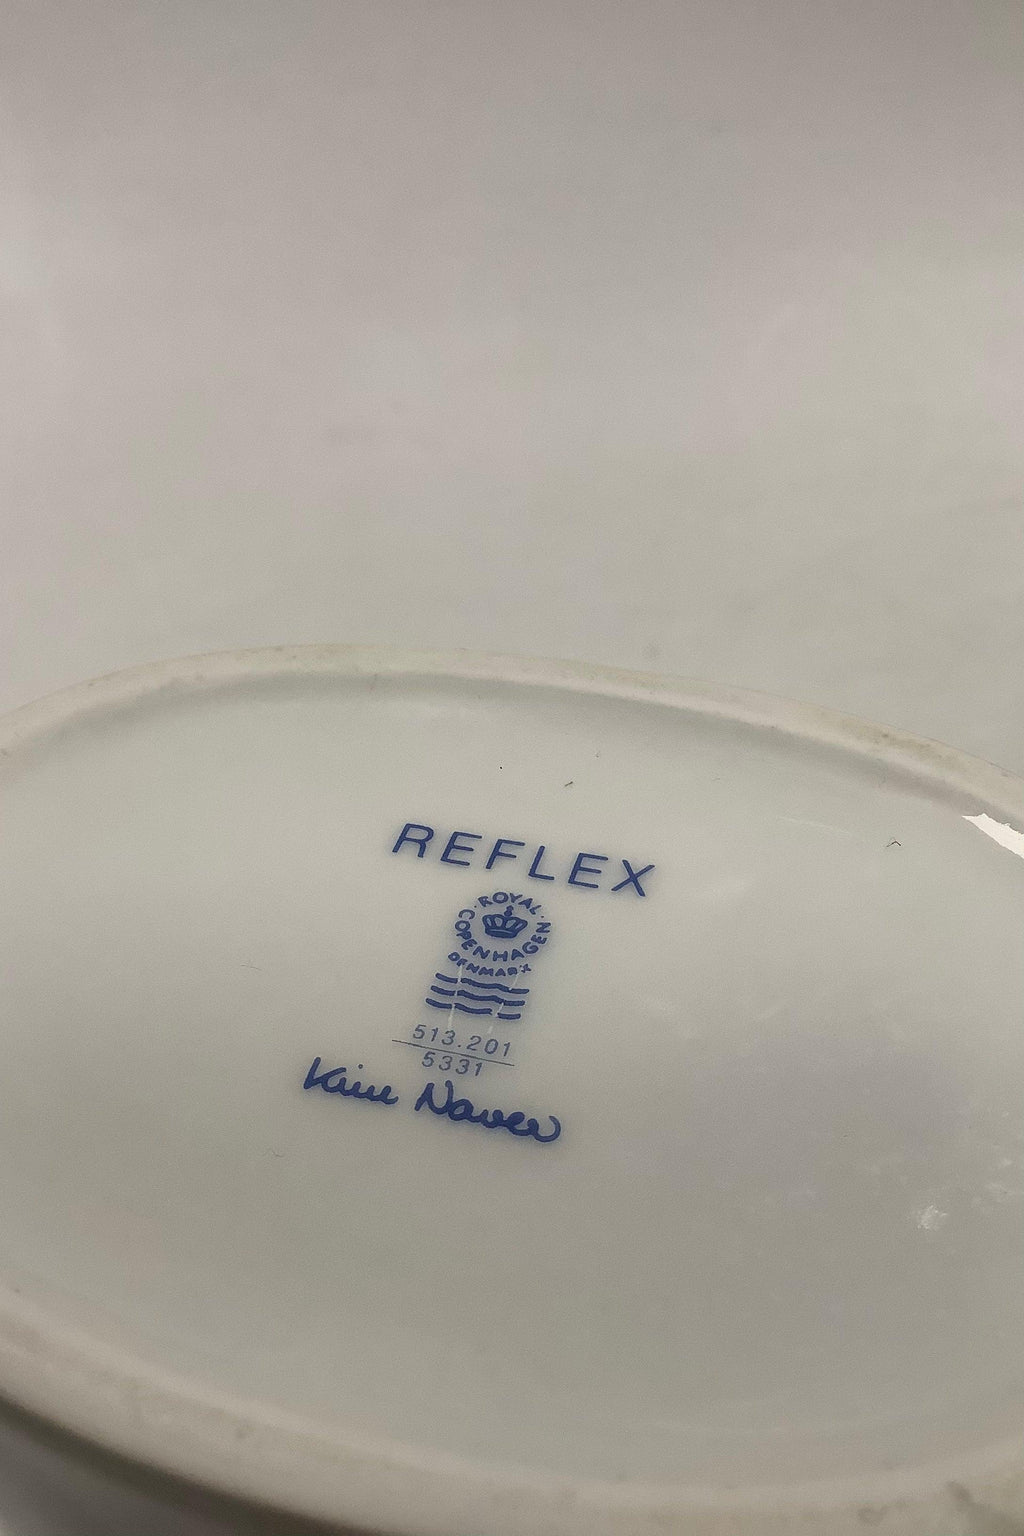 REFLEX
ROYAL COPENHAGEN
DENMARK
513.201
5331
Kim Naver